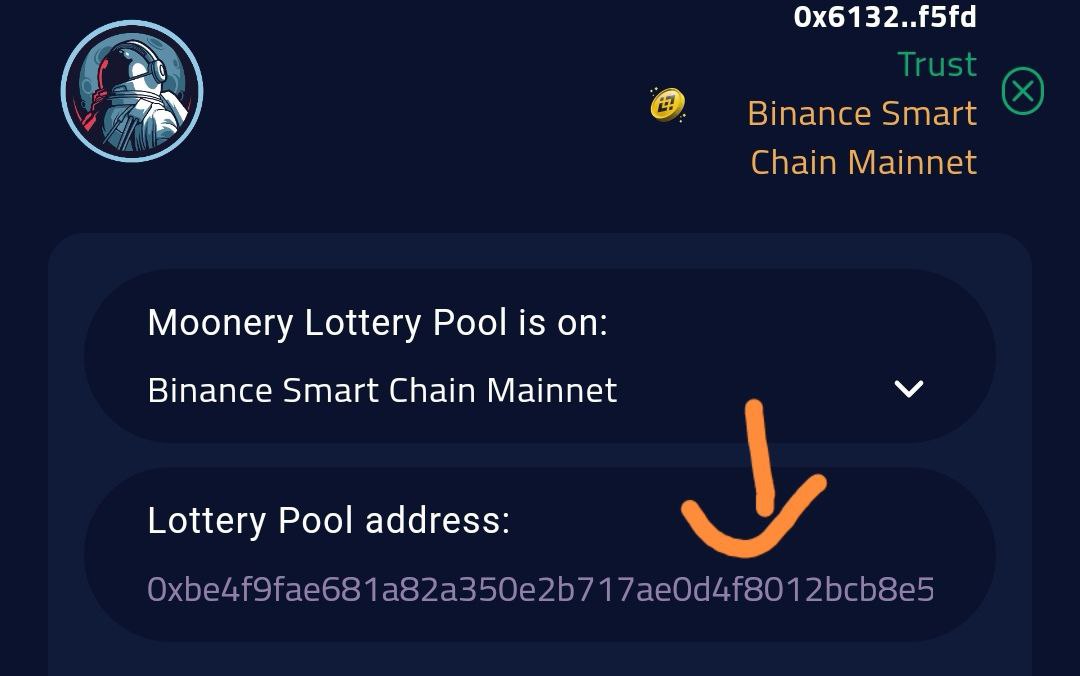 0x6132..f5fd
Trust
Binance Smart
Chain Mainnet
Moonery Lottery Pool is on:
Binance Smart Chain Mainnet
Lottery Pool address:
0xbe4f9fae681a82a350e2b717ae0d4f8012bcb8e5